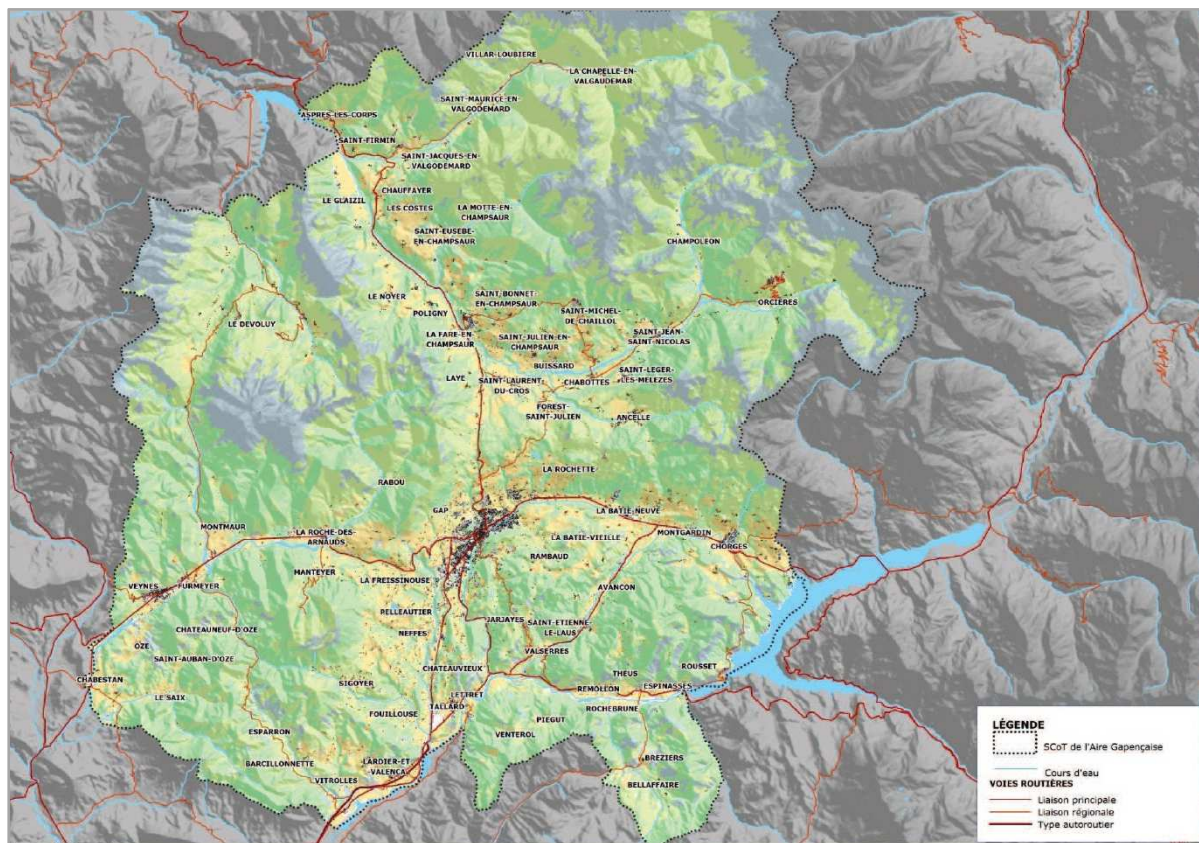 VILLAR-LOUBIERE
LA CHAPELLE-EN-
VALGAUDEMAR
SAINT-MAURICE-EN-
VALGODEMARD
ASPRES-LES-CORPS
SAINT-FIRMIN
SAINT-JACQUES-EN-
VALGODEMARD
CHAUFFAYER
LE GLAIZIL
LES COSTES
LA MOTTE-EN-
CHAMPSAUR
SAINT-EUSEBE-
EN-CHAMPSAUR
CHAMPOLEON
LE NOYER
SAINT-BONNET
EN-CHAMPSAUR
ORCIERES
POLIGNY
SAINT-MICHEL-
DE-CHAILLOL
LE DEVOLUY
LA FARE-EN-
CHAMPSAUR
SAINT-JULIEN-EN-
CHAMPSAUR
SAINT-JEAN-
SAINT-NICOLAS
BUISSARD
SAINT-LEGER-
LES-MELEZES
LAYE
SAINT-LAURENT-
DU-CROS
CHABOTTES
FOREST-
SAINT-JULIEN
ANCELLE
LA ROCHETTE
RABOU
GAP
LA BATIE-NEUVE
MONTMAUR
LA ROCHE-DES-
ARNAUDS
MONTGARDIN
LA BATIE-VIEILLE
CHORGES
RAMBAUD
MANTEYER
LA FREISSINOUSE
VEYNES
FURMEYER
AVANCON
PELLEAUTIER
JARJAYES
SAINT-ETIENNE-
LE-LAUS
NEFFES
CHATEAUNEUF-D'OZE
OZE
SAINT-AUBAN-D'OZE
VALSERRES
CHATEAUVIEUX
THEUS
ROUSSET
CHABESTAN
SIGOYER
LE SAIX
LETTRET
TALLARD
REMOLLON
ESPINASSES
ROCHEBRUNE
FOUILLOUSE
PIEGUT
ESPARRON
VENTEROL
BARCILLONNETTE
LARDIER-ET-
VALENCA
VITROLLES
BREZIERS
BELLAFFAIRE
LÉGENDE
SCoT de l'Aire Gapençaise
Cours d'eau
VOIES ROUTIÈRES
Liaison principale
Liaison régionale
Type autoroutier